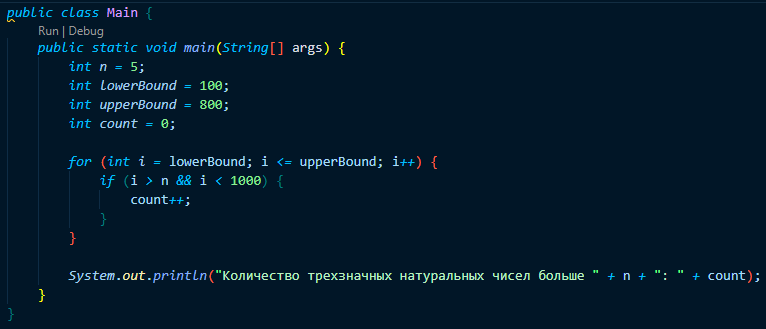 public class Main {
Run | Debug
public static void main(String[] args) {
int n = 5;
int lowerBound = 100;
int upperBound = 800;
int count = 0;
for (int i = lowerBound; i <= upperBound; i++) {
if (i > n && i < 1000) {
count++;
}
}
System.out.println("Количество трехзначных натуральных чисел больше " + n + ": " + count);
}
}